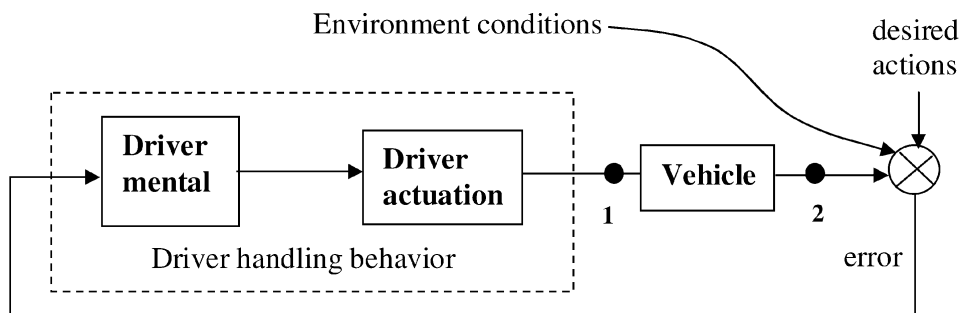 Environment conditions
desired
actions
Driver
mental
Driver
actuation
Vehicle
1
2
Driver handling behavior
error